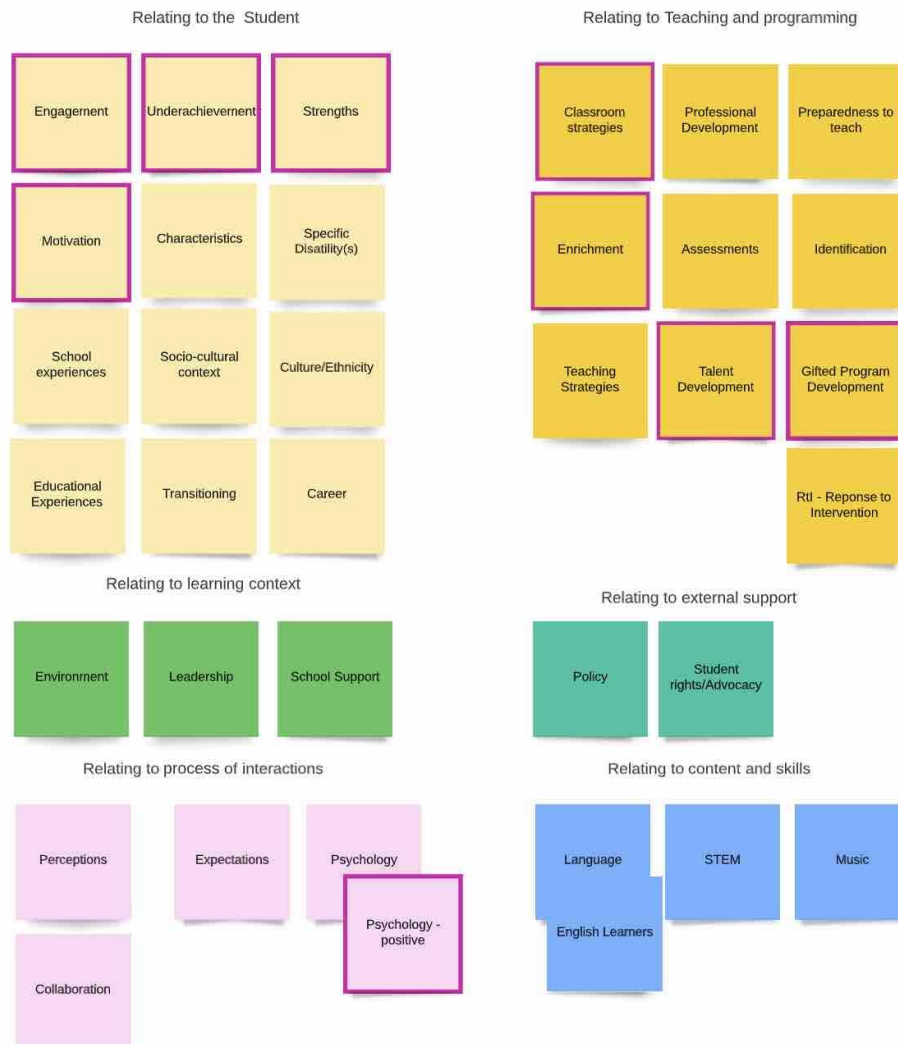 Relating to the  Student
Engagement
Underachievement
Strengths
Motivation
Characteristics
Specific
Disatility(s)
School
experiences
Socio-cultural
context
Culture/Ethnicity
Educational
Experiences
Transitioning
Career
Relating to Teaching and programming
Classroom
strategies
Professional
Development
Preparedness to
teach
Enrichment
Assessments
Identification
Teaching
Strategies
Talent
Development
Gifted Program
Development
RtI - Reponse to
Intervention
Relating to learning context
Environment
Leadership
School Support
Relating to external support
Policy
Student
rights/Advocacy
Relating to process of interactions
Perceptions
Expectations
Psychology
Psychology -
positive
Collaboration
Relating to content and skills
Language
STEM
Music
English Learners